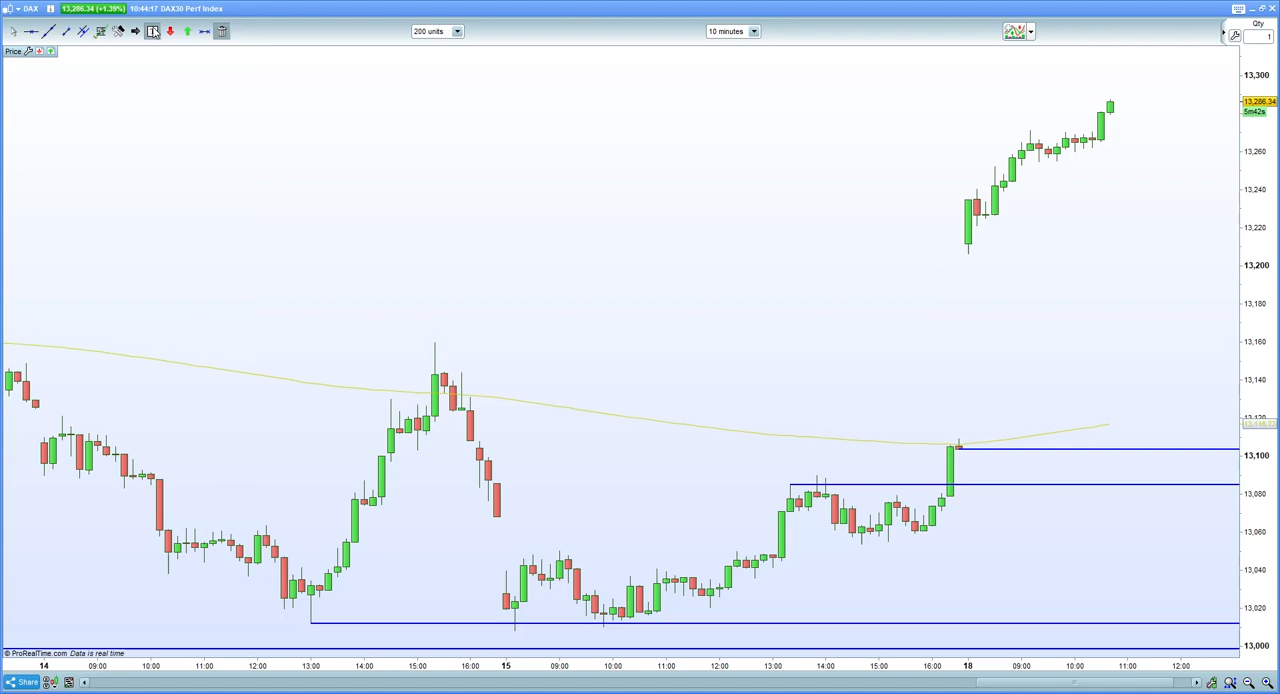 DAX 13,286.34 (+1.39%) 10:44:17 DAX30 Perf Index
200 units 10 minutes
Qty
1
Price
13,300
13,286.34
5m42s
13,260
13,240
13,220
13,200
13,180
13,160
13,140
13,120
13,100
13,080
13,060
13,040
13,020
13,000
© ProRealTime.com Data is real time
14 09:00 10:00 11:00 12:00 13:00 14:00 15:00 15 09:00 10:00 11:00 12:00 13:00 14:00 15:00 16:00 18 09:00 10:00 11:00 12:00
Share